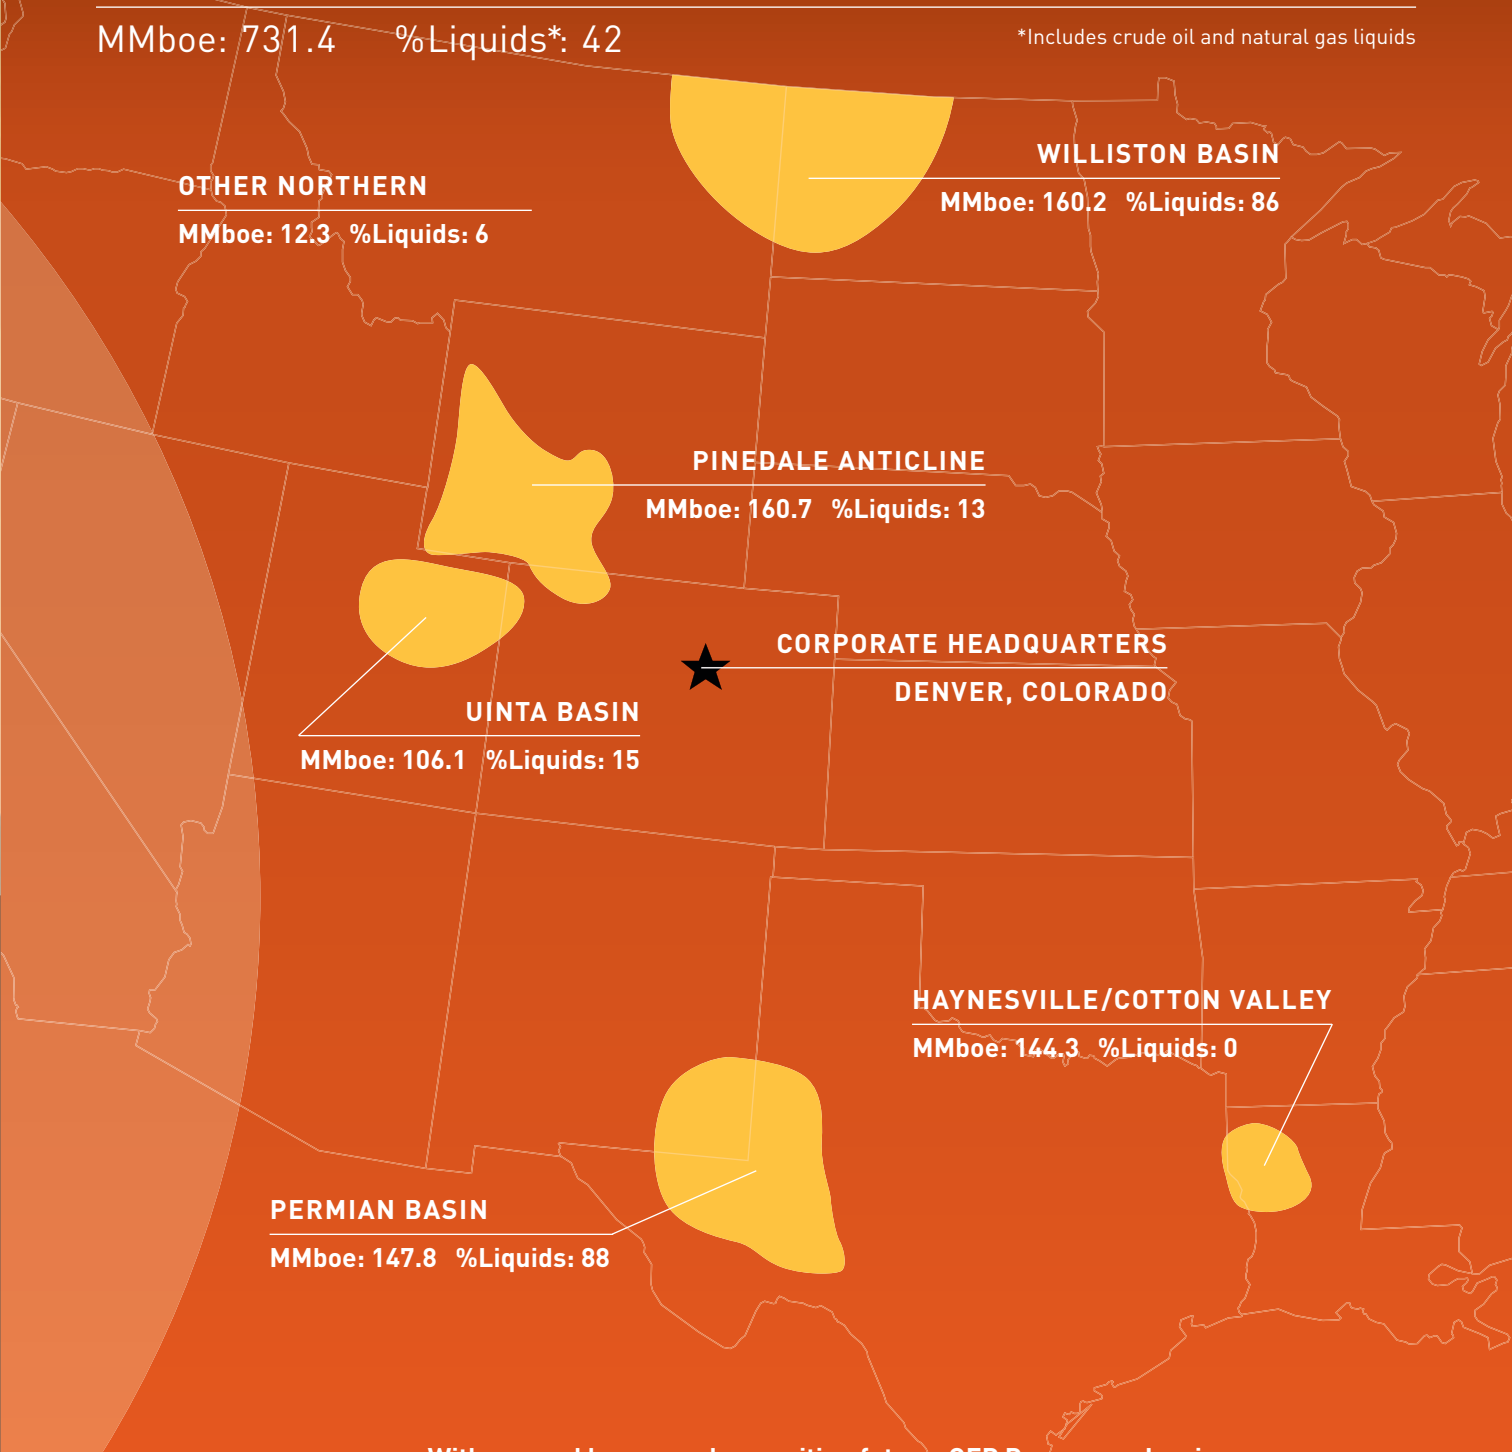 MMboe: 731.4 %Liquids*: 42
*Includes crude oil and natural gas liquids
WILLISTON BASIN
MMboe: 160.2 %Liquids: 86
OTHER NORTHERN
MMboe: 12.3 %Liquids: 6
PINEDALE ANTICLINE
MMboe: 160.7 %Liquids: 13
CORPORATE HEADQUARTERS
DENVER, COLORADO
UINTA BASIN
MMboe: 106.1 %Liquids: 15
HAYNESVILLE/COTTON VALLEY
MMboe: 144.3 %Liquids: 0
PERMIAN BASIN
MMboe: 147.8 %Liquids: 88